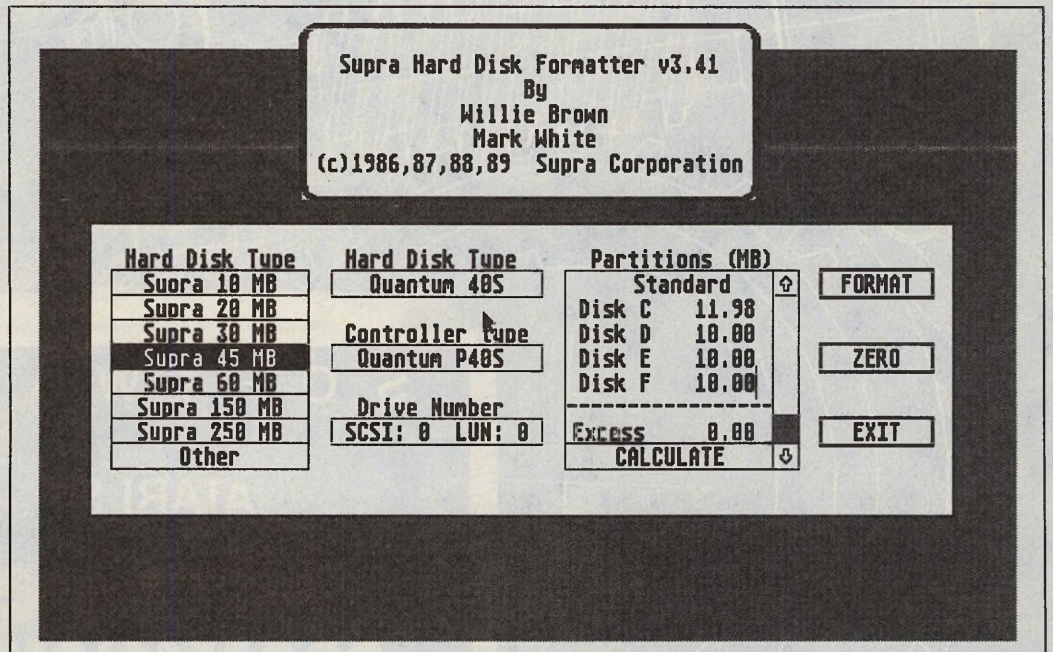 Supra Hard Disk Formatter v3.41
By
Willie Brown
Mark White
(c)1986,87,88,89 Supra Corporation
Hard Disk Type
Supra 10 MB
Supra 20 MB
Supra 30 MB
Supra 45 MB
Supra 60 MB
Supra 150 MB
Supra 250 MB
Other
Hard Disk Type
Quantum 40S
Controller type
Quantum P40S
Drive Number
SCSI: 0 LUN: 0
Partitions (MB)
Standard
Disk C 11.98
Disk D 10.00
Disk E 10.00
Disk F 10.00
Excess 0.00
CALCULATE
FORMAT
ZERO
EXIT